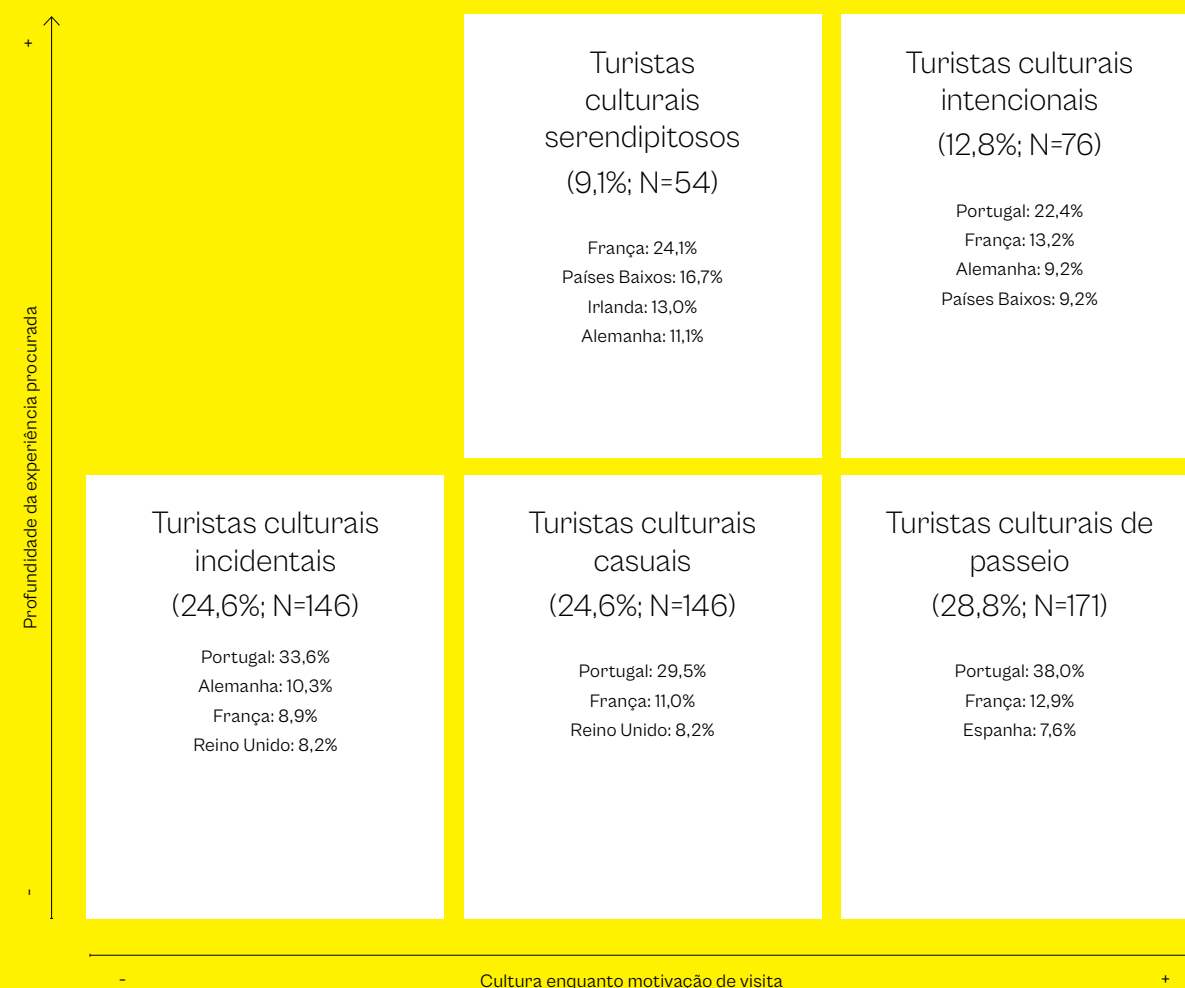 +
Profundidade da experiência procurada
-
Turistas
culturais
serendipitosos
(9,1%; N=54)
França: 24,1%
Países Baixos: 16,7%
Irlanda: 13,0%
Alemanha: 11,1%
Turistas culturais
intencionais
(12,8%; N=76)
Portugal: 22,4%
França: 13,2%
Alemanha: 9,2%
Países Baixos: 9,2%
Turistas culturais
incidentais
(24,6%; N=146)
Portugal: 33,6%
Alemanha: 10,3%
França: 8,9%
Reino Unido: 8,2%
Turistas culturais
casuais
(24,6%; N=146)
Portugal: 29,5%
França: 11,0%
Reino Unido: 8,2%
Turistas culturais de
passeio
(28,8%; N=171)
Portugal: 38,0%
França: 12,9%
Espanha: 7,6%
-
Cultura enquanto motivação de visita
+